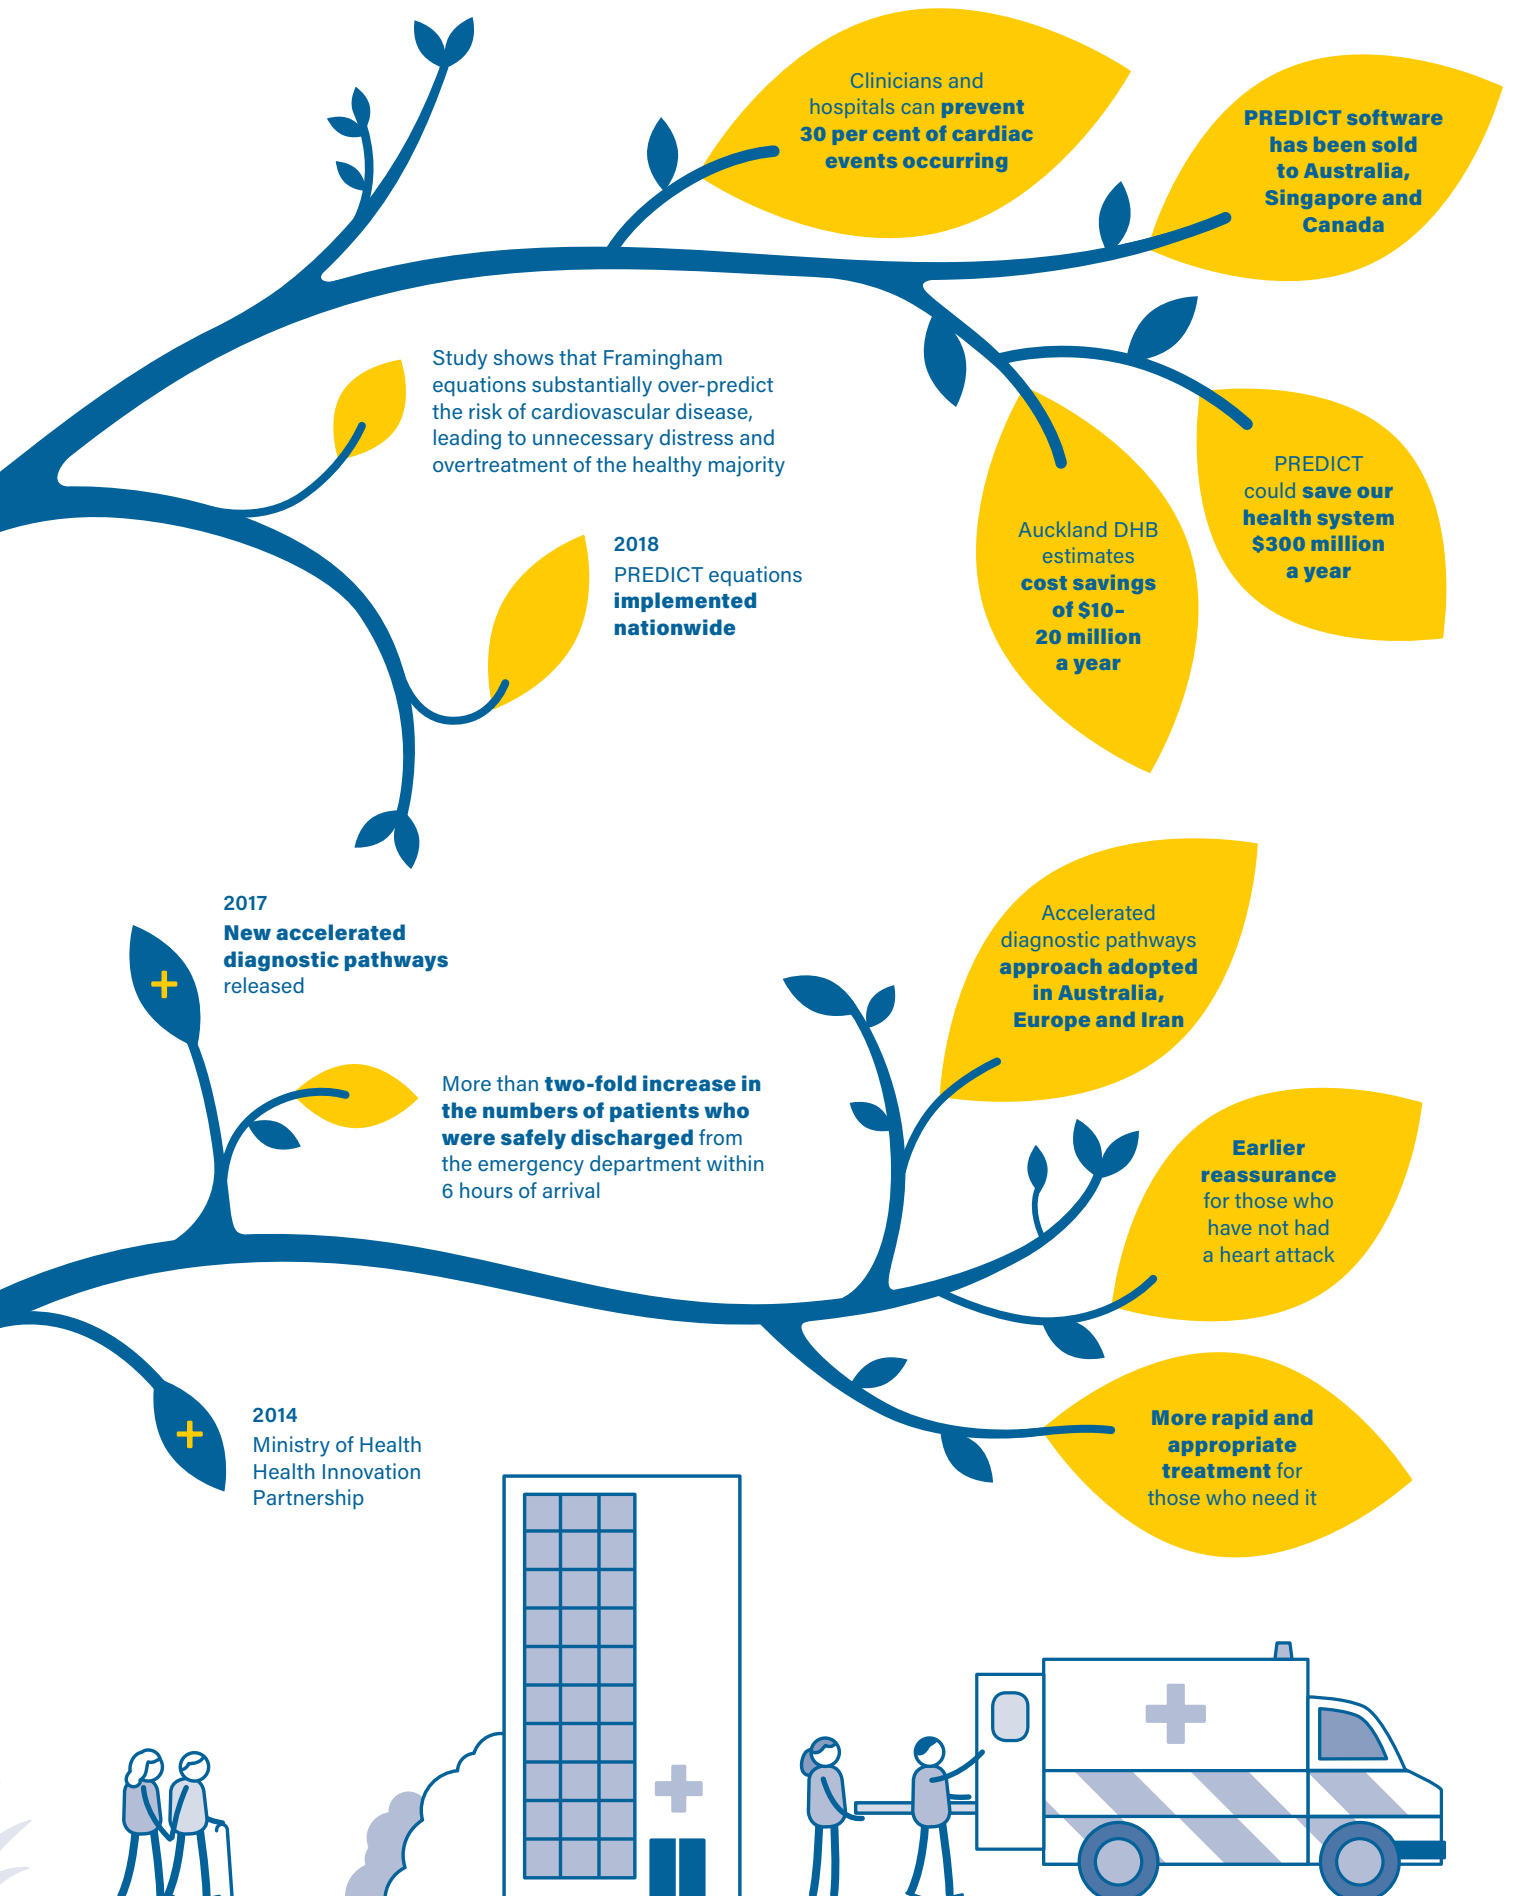 Clinicians and
hospitals can prevent
30 per cent of cardiac
events occurring
PREDICT software
has been sold
to Australia,
Singapore and
Canada
Study shows that Framingham
equations substantially over-predict
the risk of cardiovascular disease,
leading to unnecessary distress and
overtreatment of the healthy majority
PREDICT
could save our
health system
$300 million
a year
Auckland DHB
estimates
cost savings
of $10–
20 million
a year
2018
PREDICT equations
implemented
nationwide
2017
New accelerated
diagnostic pathways
released
Accelerated
diagnostic pathways
approach adopted
in Australia,
Europe and Iran
More than two-fold increase in
the numbers of patients who
were safely discharged from
the emergency department within
6 hours of arrival
Earlier
reassurance
for those who
have not had
a heart attack
2014
Ministry of Health
Health Innovation
Partnership
More rapid and
appropriate
treatment for
those who need it